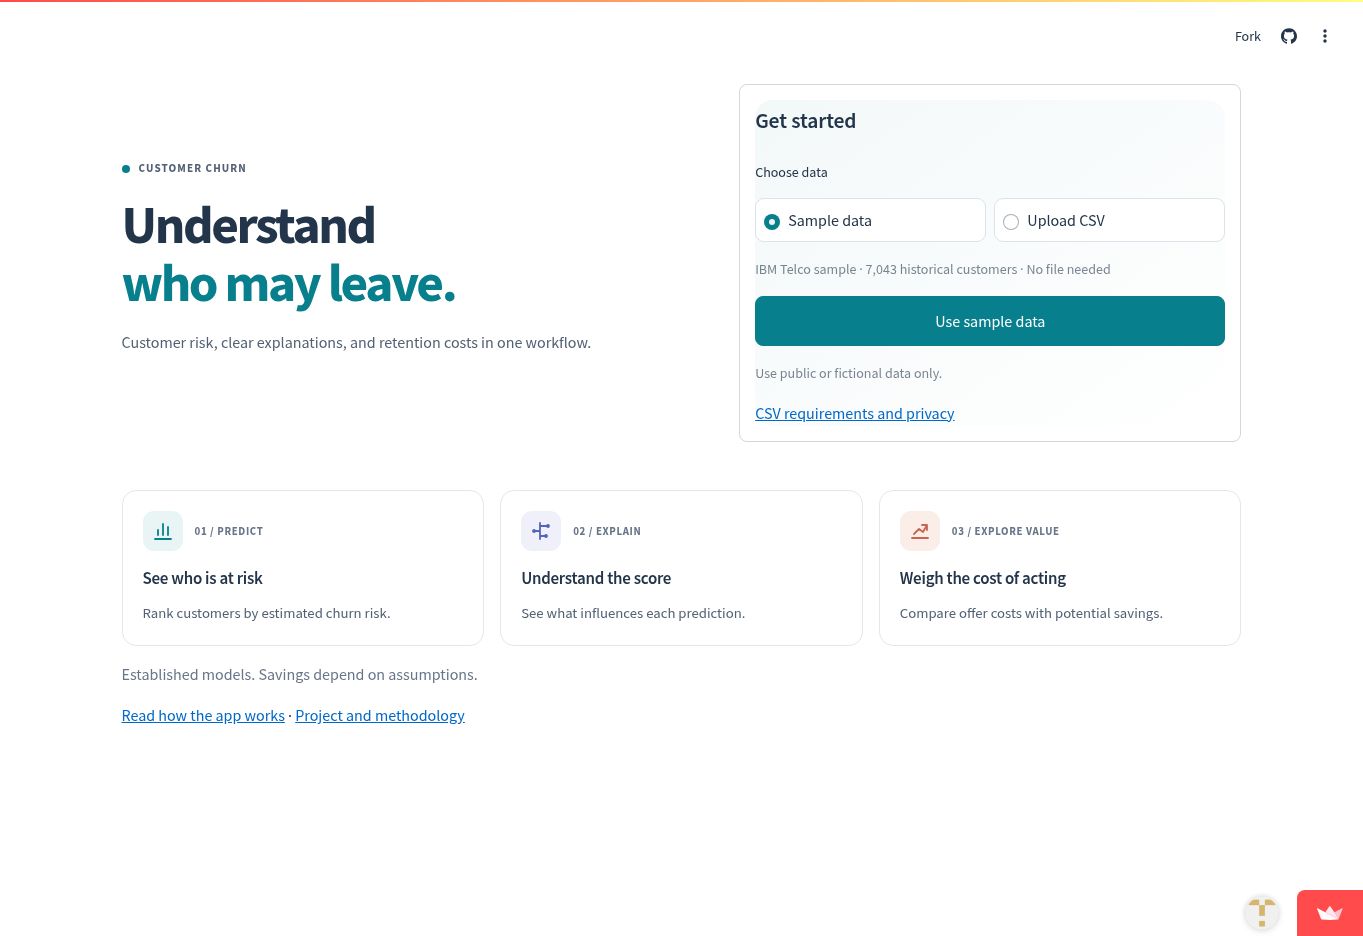 Fork
CUSTOMER CHURN
Understand
who may leave.
Customer risk, clear explanations, and retention costs in one workflow.
Get started
Choose data
Sample data
Upload CSV
IBM Telco sample · 7,043 historical customers · No file needed
Use sample data
Use public or fictional data only.
CSV requirements and privacy
01 / PREDICT
See who is at risk
Rank customers by estimated churn risk.
02 / EXPLAIN
Understand the score
See what influences each prediction.
03 / EXPLORE VALUE
Weigh the cost of acting
Compare offer costs with potential savings.
Established models. Savings depend on assumptions.
Read how the app works · Project and methodology